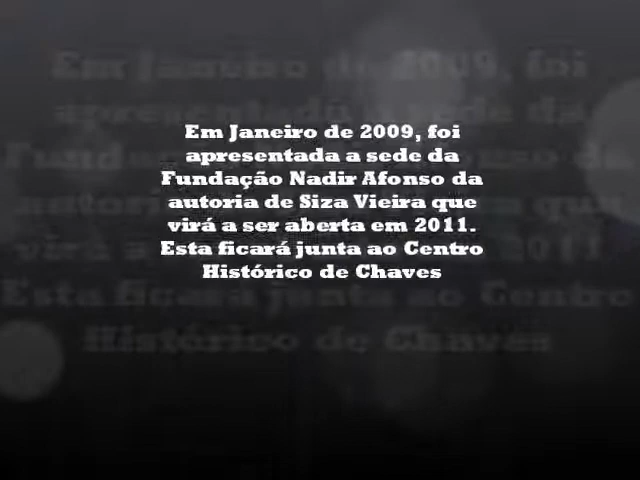 Em Janeiro de 2009, foi
apresentada a sede da
Fundação Nadir Afonso da
autoria de Siza Vieira que
virá a ser aberta em 2011.
Esta ficará junta ao Centro
Histórico de Chaves